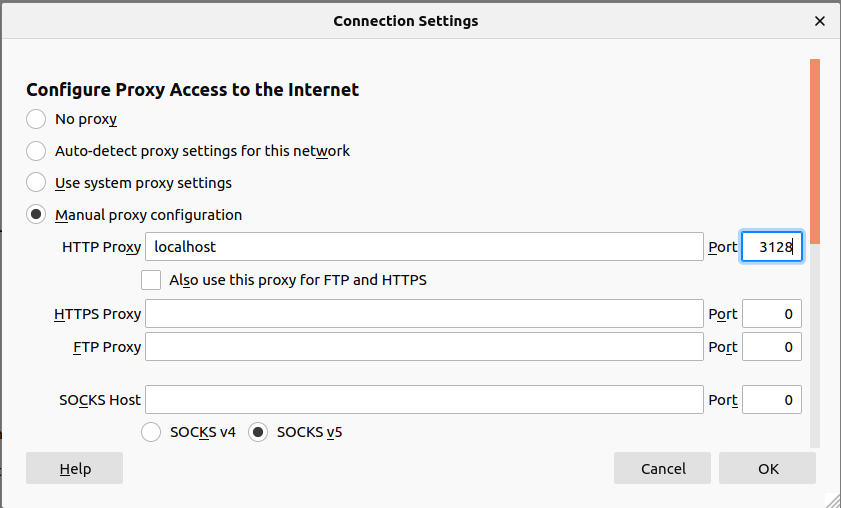 Connection Settings
Configure Proxy Access to the Internet
No proxy
Auto-detect proxy settings for this network
Use system proxy settings
Manual proxy configuration
HTTP Proxy localhost Port 3128
Also use this proxy for FTP and HTTPS
HTTPS Proxy Port 0
FTP Proxy Port 0
SOCKS Host Port 0
SOCKS v4 SOCKS v5
Help Cancel OK